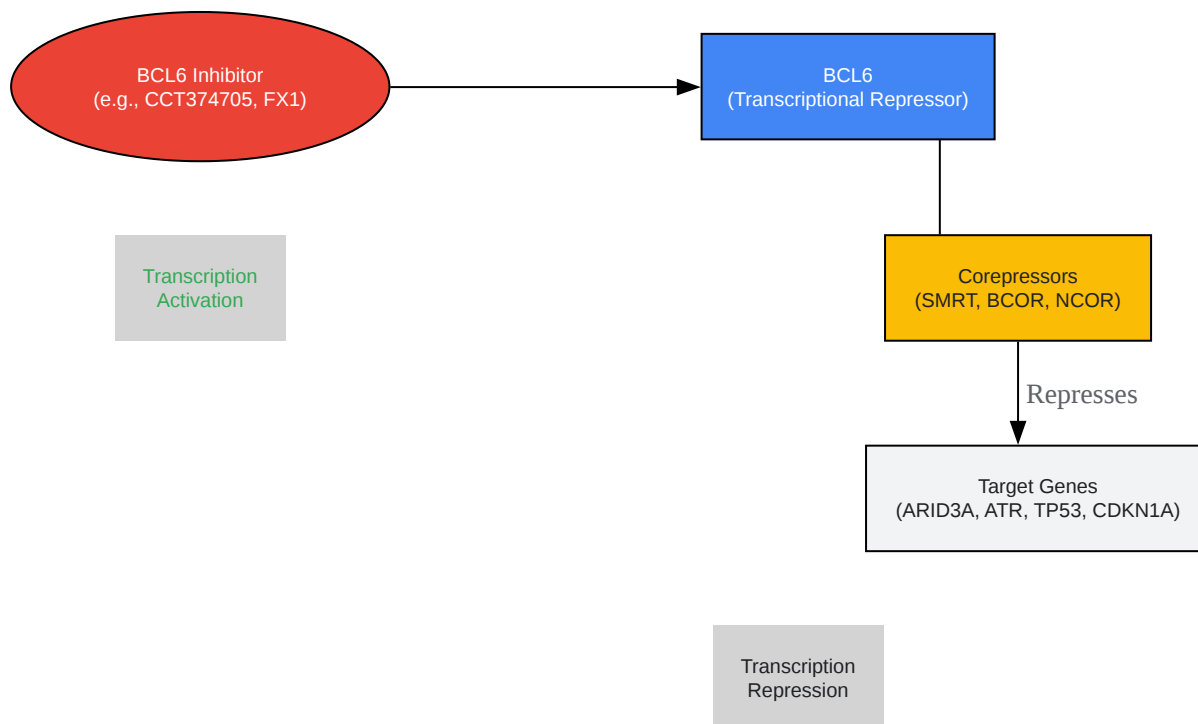 BCL6 Inhibitor
(e.g., CCT374705, FX1)
BCL6
(Transcriptional Repressor)
Transcription
Activation
Corepressors
(SMRT, BCOR, NCOR)
Represses
Target Genes
(ARID3A, ATR, TP53, CDKN1A)
Transcription
Repression